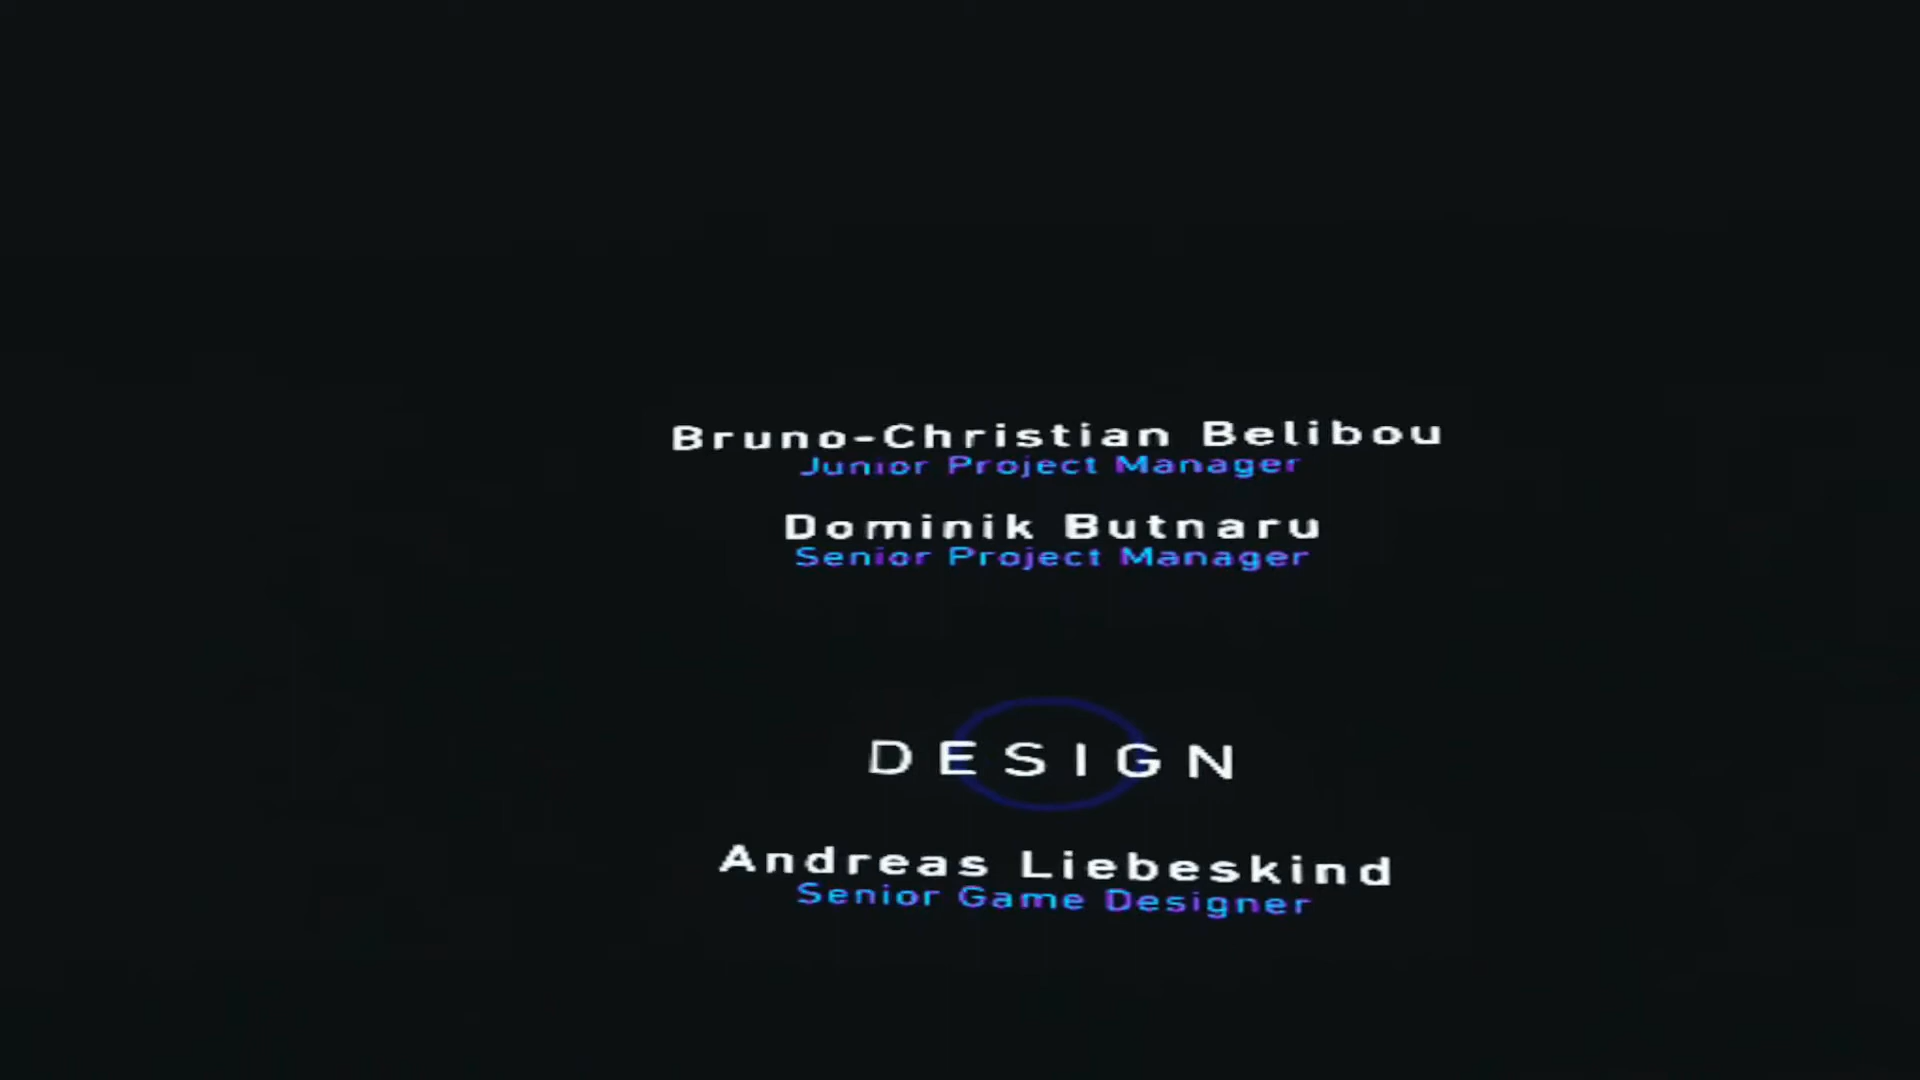 Bruno-Christian Belibou
Junior Project Manager
Dominik Butnaru
Senior Project Manager
DESIGN
Andreas Liebeskind
Senior Game Designer